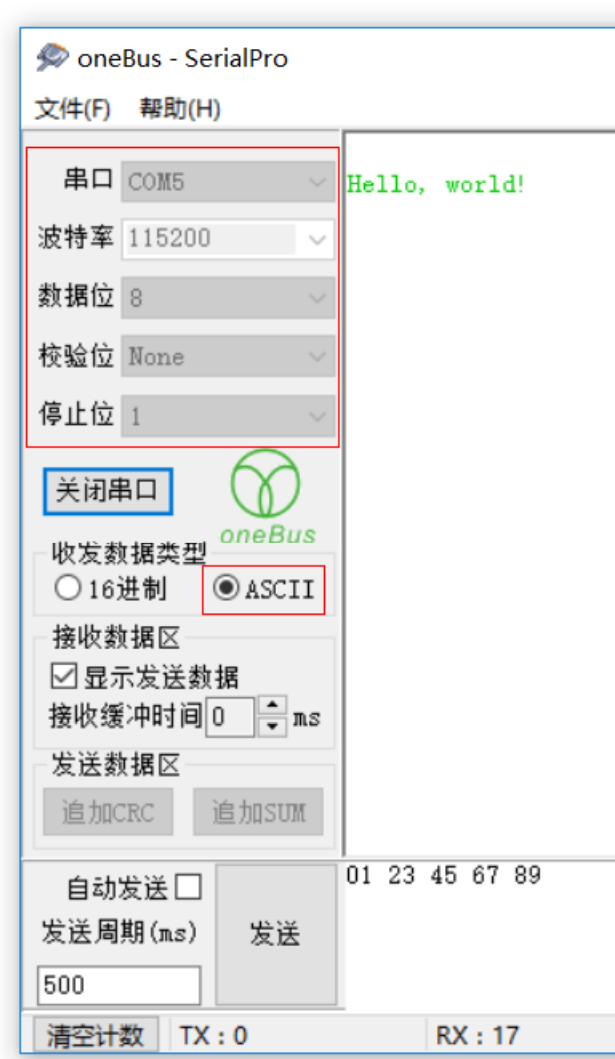 oneBus - SerialPro
文件(F) 帮助(H)
串口 COM5
Hello, world!
波特率 115200
数据位 8
校验位 None
停止位 1
关闭串口
oneBus
收发数据类型
16进制 ASCII
接收数据区
显示发送数据
接收缓冲时间 0 ms
发送数据区
追加CRC 追加SUM
01 23 45 67 89
自动发送
发送周期(ms)
发送
500
清空计数 TX : 0 RX : 17